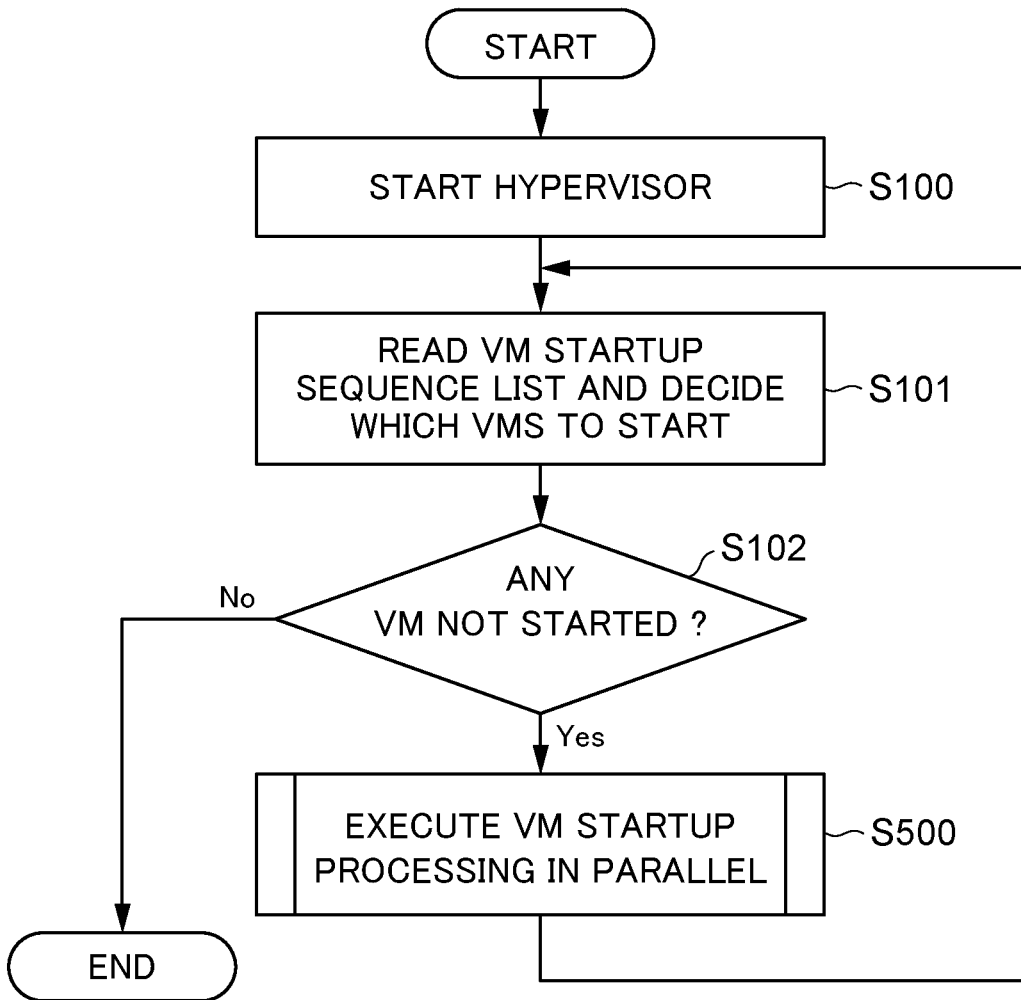 START
START HYPERVISOR
S100
READ VM STARTUP
SEQUENCE LIST AND DECIDE
WHICH VMS TO START
S101
S102
ANY
VM NOT STARTED ?
No
Yes
EXECUTE VM STARTUP
PROCESSING IN PARALLEL
S500
END